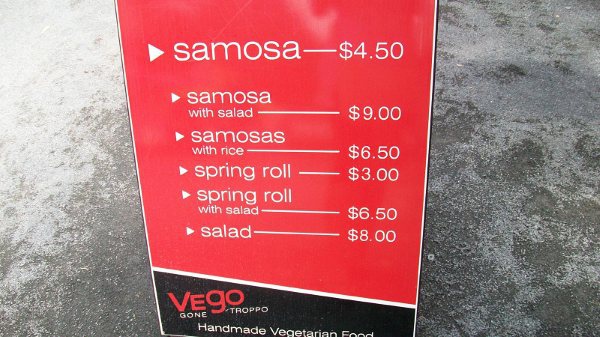 samosa $4.50
samosa
with salad $9.00
samosas
with rice $6.50
spring roll $3.00
spring roll
with salad $6.50
salad $8.00
VEgo
GONE TROPPO
Handmade Vegetarian Food